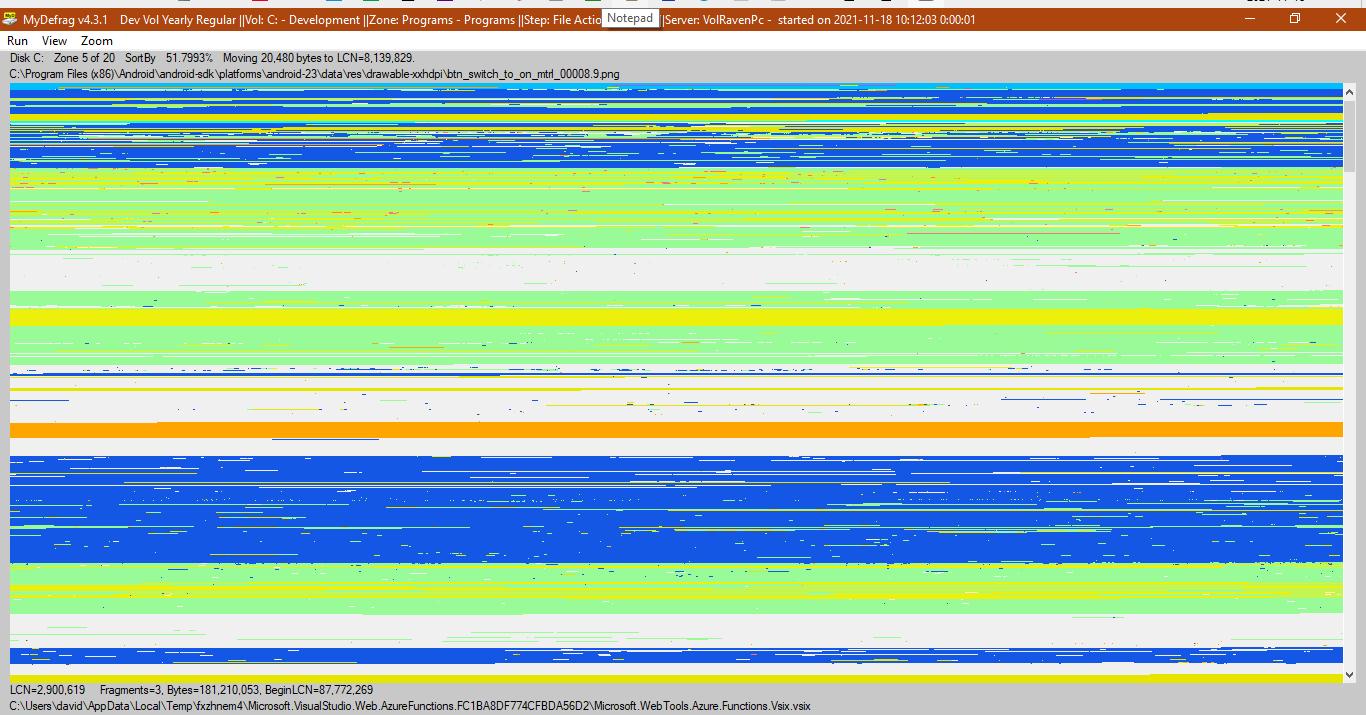 MyDefrag v4.3.1 Dev Vol Yearly Regular ||Vol: C: - Development ||Zone: Programs - Programs ||Step: File Actio Notepad ||Server: VolRavenPc - started on 2021-11-18 10:12:03 0:00:01
Run View Zoom
Disk C: Zone 5 of 20 SortBy 51.7993% Moving 20,480 bytes to LCN=8,139,829.
C:\Program Files (x86)\Android\android-sdk\platforms\android-23\data\res\drawable-xxhdpi\btn_switch_to_on_mtrl_00008.9.png
LCN=2,900,619 Fragments=3, Bytes=181,210,053, BeginLCN=87,772,269
C:\Users\david\AppData\Local\Temp\fxzhnem4\Microsoft.VisualStudio.Web.AzureFunctions.FC1BA8DF774CFBDA56D2\Microsoft.WebTools.Azure.Functions.Vsix.vsix